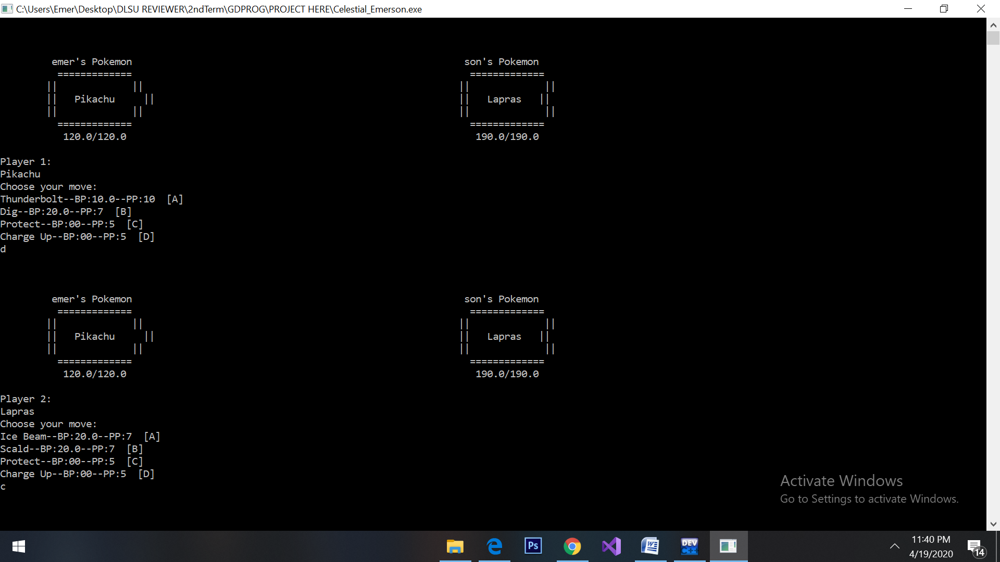 C:\Users\Emer\Desktop\DLSU REVIEWER\2ndTerm\GDPROG\PROJECT HERE\Celestial_Emerson.exe
emer's Pokemon son's Pokemon
============= =============
|| || || ||
|| Pikachu || || Lapras ||
|| || || ||
============= =============
120.0/120.0 190.0/190.0
Player 1:
Pikachu
Choose your move:
Thunderbolt--BP:10.0--PP:10 [A]
Dig--BP:20.0--PP:7 [B]
Protect--BP:00--PP:5 [C]
Charge Up--BP:00--PP:5 [D]
d
emer's Pokemon son's Pokemon
============= =============
|| || || ||
|| Pikachu || || Lapras ||
|| || || ||
============= =============
120.0/120.0 190.0/190.0
Player 2:
Lapras
Choose your move:
Ice Beam--BP:20.0--PP:7 [A]
Scald--BP:20.0--PP:7 [B]
Protect--BP:00--PP:5 [C]
Charge Up--BP:00--PP:5 [D]
c
Activate Windows
Go to Settings to activate Windows.
Ps
W
DEV
C++
11:40 PM
4/19/2020
14